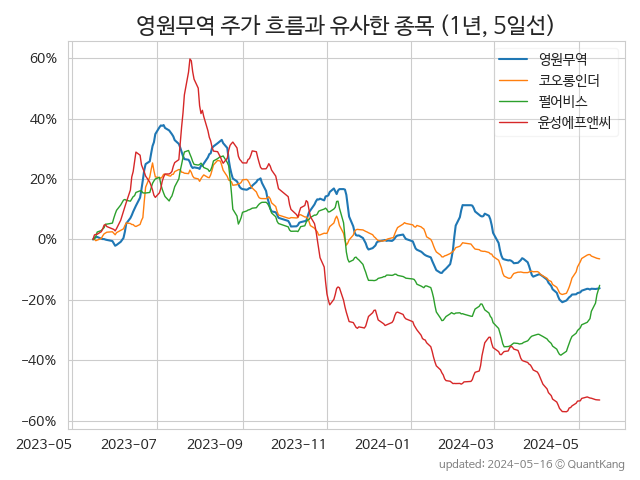 영원무역 주가 흐름과 유사한 종목 (1년, 5일선)
영원무역
코오롱인더
펄어비스
윤성에프앤씨
60%
40%
20%
0%
−20%
−40%
−60%
2023-05 2023-07 2023-09 2023-11 2024-01 2024-03 2024-05
updated: 2024-05-16 © QuantKang